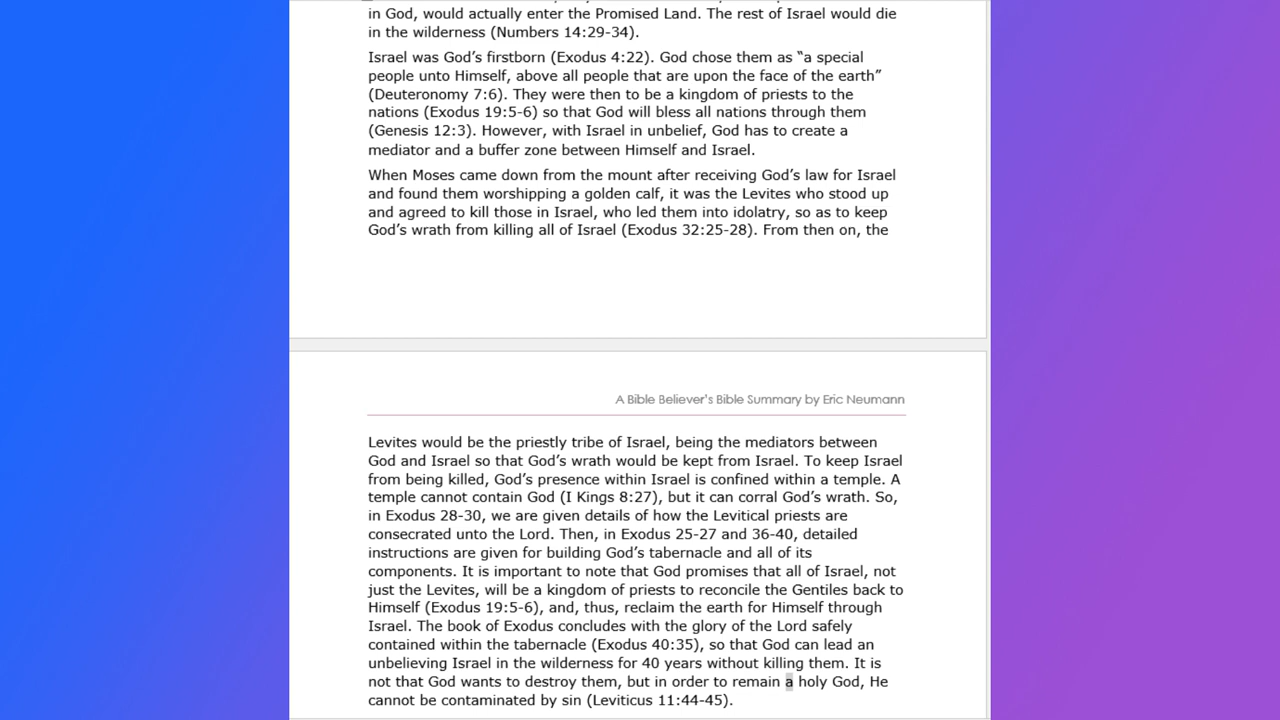 in God, would actually enter the Promised Land. The rest of Israel would die
in the wilderness (Numbers 14:29-34).
Israel was God’s firstborn (Exodus 4:22). God chose them as “a special
people unto Himself, above all people that are upon the face of the earth”
(Deuteronomy 7:6). They were then to be a kingdom of priests to the
nations (Exodus 19:5-6) so that God will bless all nations through them
(Genesis 12:3). However, with Israel in unbelief, God has to create a
mediator and a buffer zone between Himself and Israel.
When Moses came down from the mount after receiving God’s law for Israel
and found them worshipping a golden calf, it was the Levites who stood up
and agreed to kill those in Israel, who led them into idolatry, so as to keep
God’s wrath from killing all of Israel (Exodus 32:25-28). From then on, the
A Bible Believer’s Bible Summary by Eric Neumann
Levites would be the priestly tribe of Israel, being the mediators between
God and Israel so that God’s wrath would be kept from Israel. To keep Israel
from being killed, God’s presence within Israel is confined within a temple. A
temple cannot contain God (I Kings 8:27), but it can corral God’s wrath. So,
in Exodus 28-30, we are given details of how the Levitical priests are
consecrated unto the Lord. Then, in Exodus 25-27 and 36-40, detailed
instructions are given for building God’s tabernacle and all of its
components. It is important to note that God promises that all of Israel, not
just the Levites, will be a kingdom of priests to reconcile the Gentiles back to
Himself (Exodus 19:5-6), and, thus, reclaim the earth for Himself through
Israel. The book of Exodus concludes with the glory of the Lord safely
contained within the tabernacle (Exodus 40:35), so that God can lead an
unbelieving Israel in the wilderness for 40 years without killing them. It is
not that God wants to destroy them, but in order to remain a holy God, He
cannot be contaminated by sin (Leviticus 11:44-45).